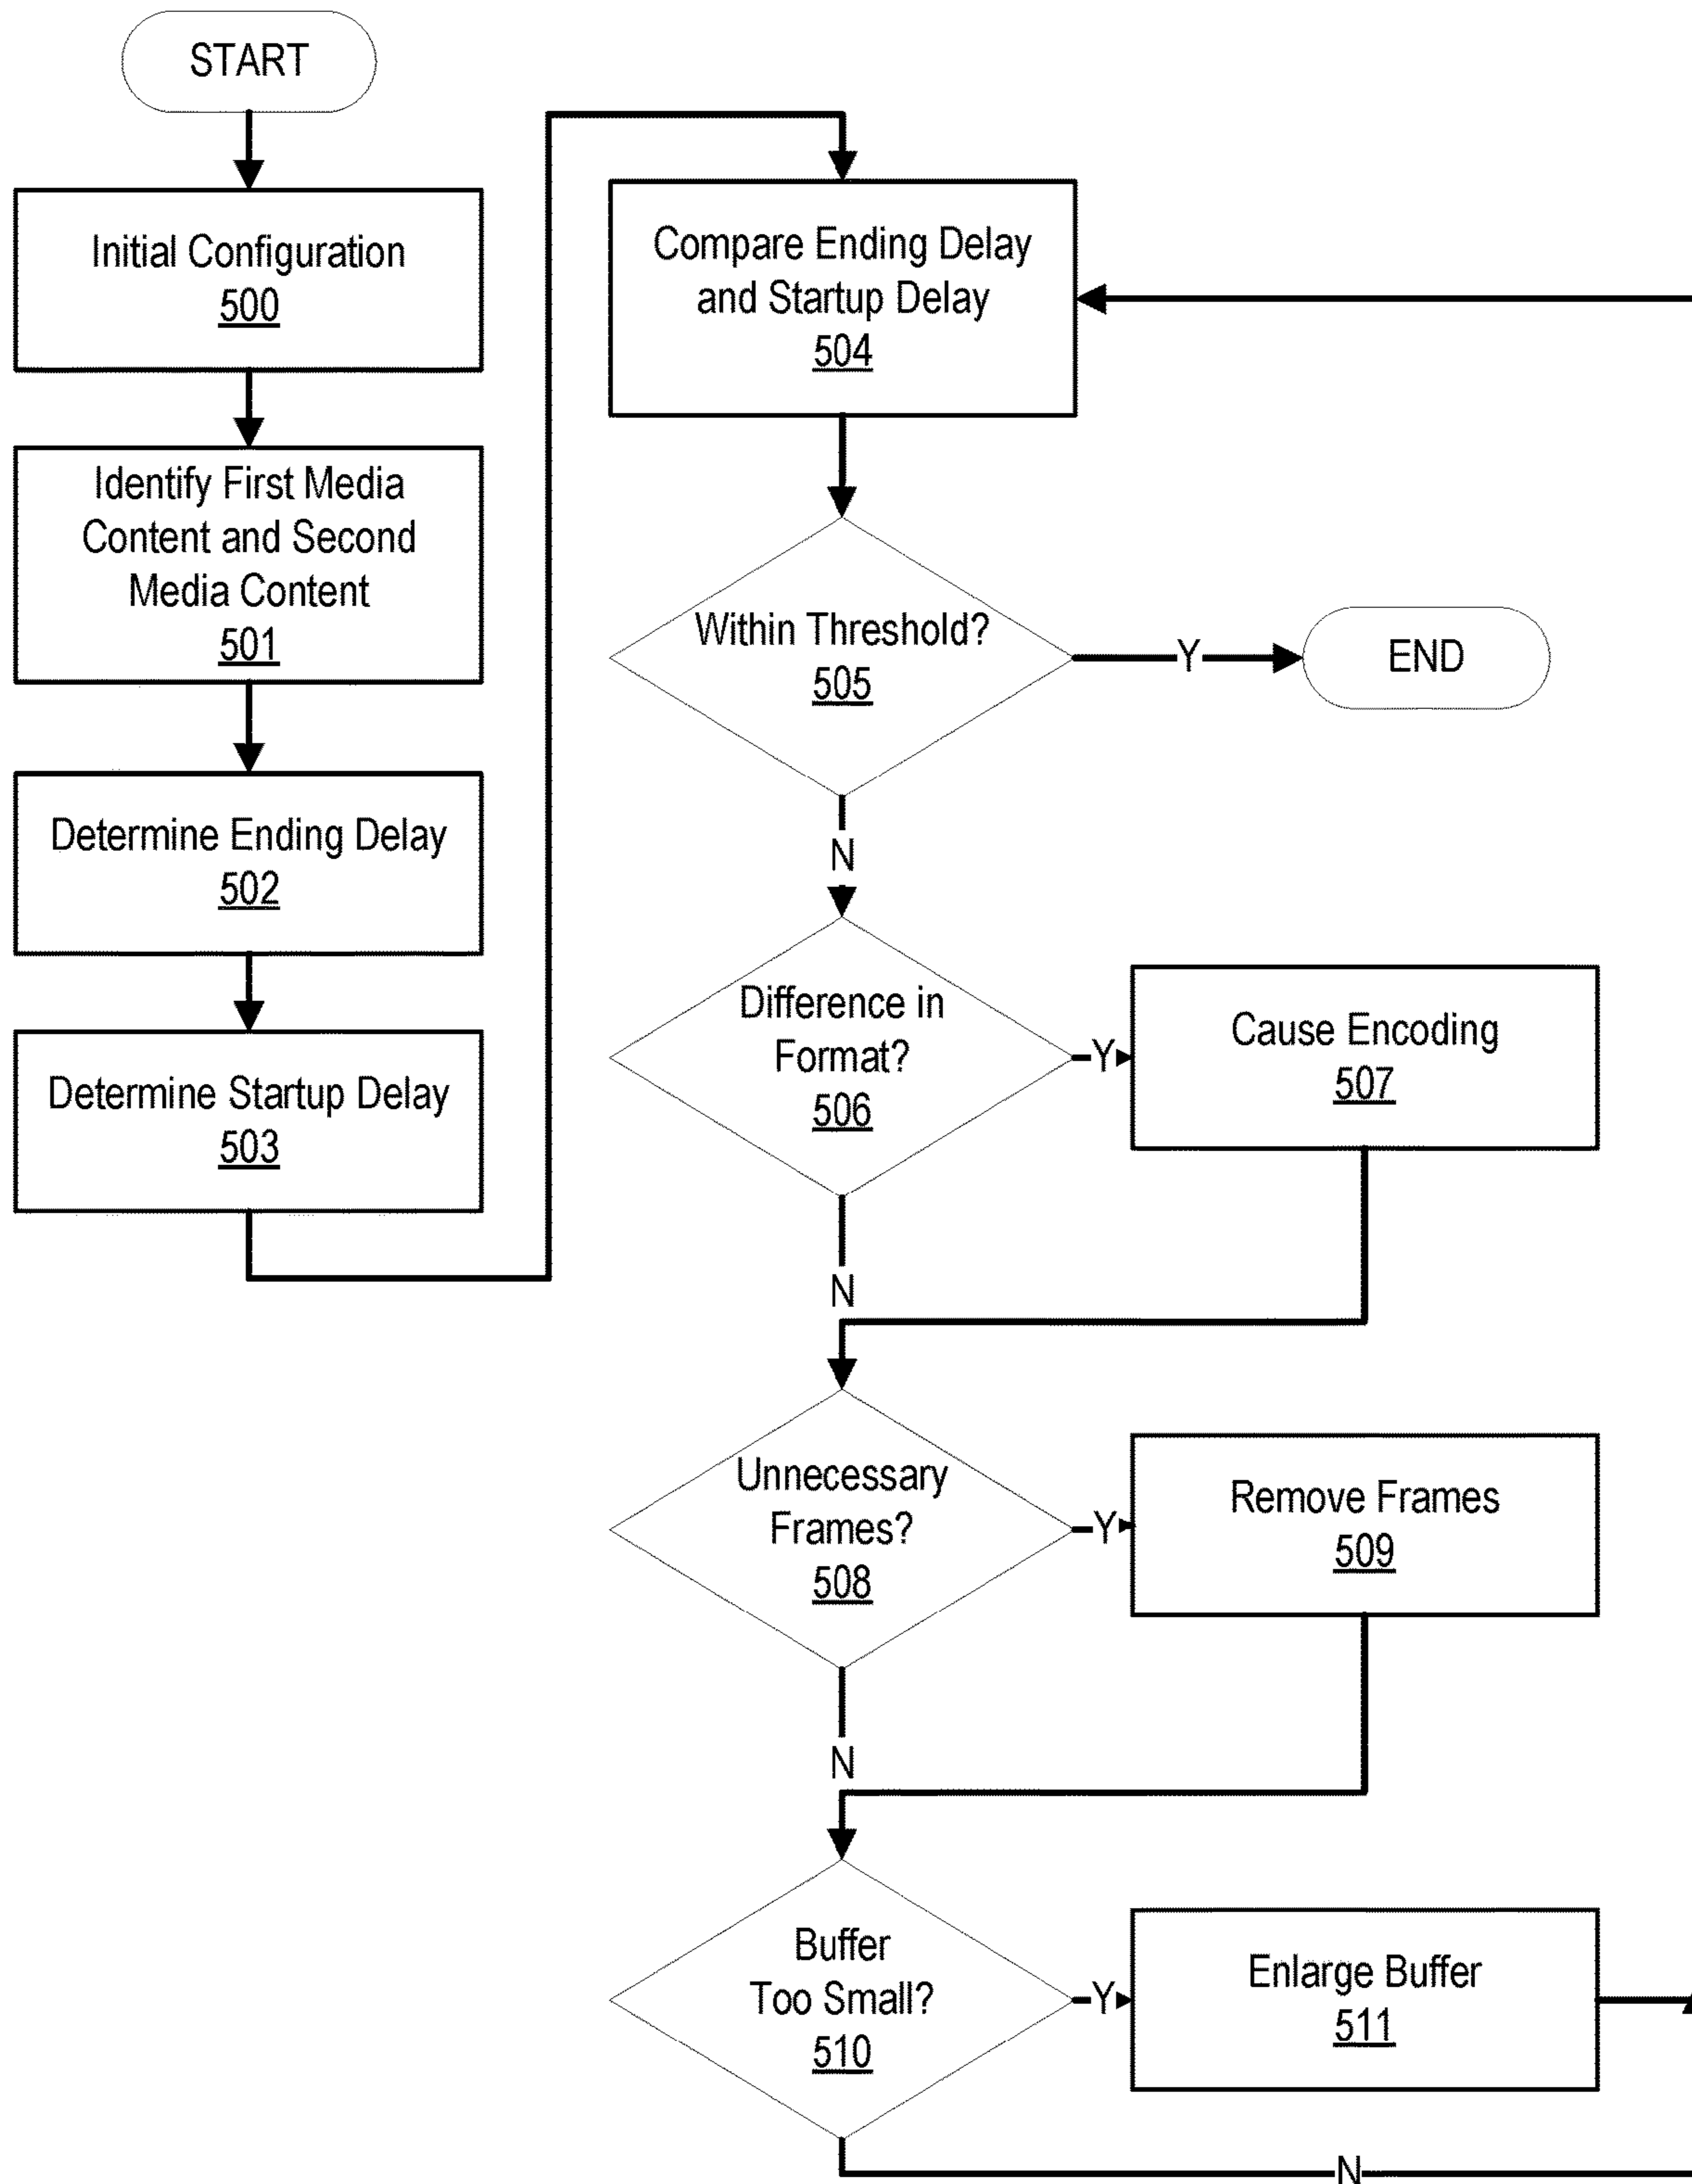 START
Initial Configuration
500
Identify First Media
Content and Second
Media Content
501
Determine Ending Delay
502
Determine Startup Delay
503
Compare Ending Delay
and Startup Delay
504
Within Threshold?
505
Y
END
N
Difference in
Format?
506
Y
Cause Encoding
507
N
Unnecessary
Frames?
508
Y
Remove Frames
509
N
Buffer
Too Small?
510
Y
Enlarge Buffer
511
N